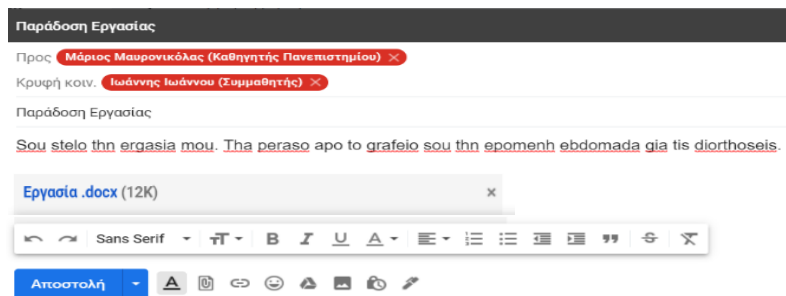 Παράδοση Εργασίας
Προς Μάριος Μαυρονικόλας (Καθηγητής Πανεπιστημίου) ×
Κρυφή κοιν. Ιωάννης Ιωάννου (Συμμαθητής) ×
Παράδοση Εργασίας
Sou stelo thn ergasia mou. Tha peraso apo to grafeio sou thn epomenh ebdomada gia tis diorthoseis.
Εργασία .docx (12K) ×
Sans Serif B I U A
Αποστολή A